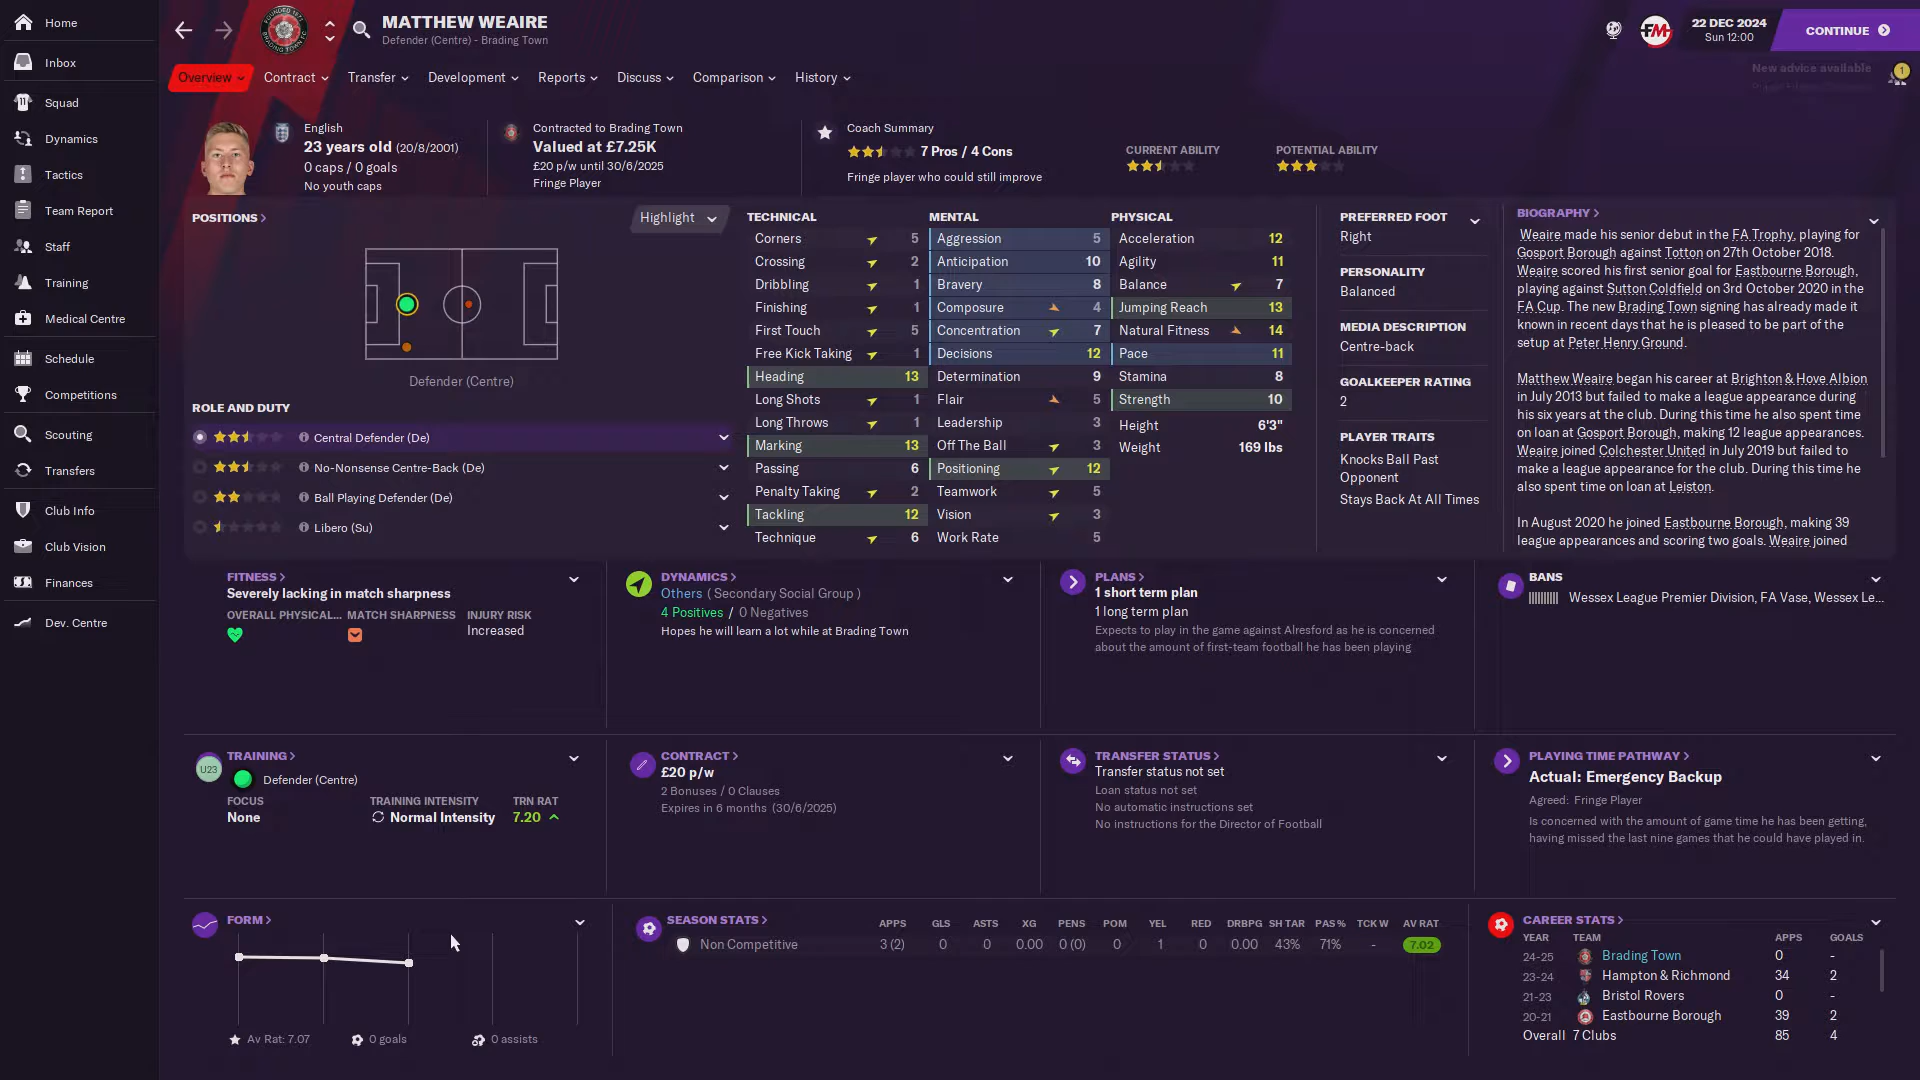 Home
Inbox
Squad
Dynamics
Tactics
Team Report
Staff
Training
Medical Centre
Schedule
Competitions
Scouting
Transfers
Club Info
Club Vision
Finances
Dev. Centre
MATTHEW WEAIRE
Defender (Centre) - Brading Town
FM
22 DEC 2024
Sun 12:00
CONTINUE
Overview
Contract
Transfer
Development
Reports
Discuss
Comparison
History
New advice available
1
English
23 years old (20/8/2001)
0 caps / 0 goals
No youth caps
Contracted to Brading Town
Valued at £7.25K
£20 p/w until 30/6/2025
Fringe Player
Coach Summary
7 Pros / 4 Cons
Fringe player who could still improve
CURRENT ABILITY
POTENTIAL ABILITY
POSITIONS
Highlight
Defender (Centre)
ROLE AND DUTY
Central Defender (De)
No-Nonsense Centre-Back (De)
Ball Playing Defender (De)
Libero (Su)
TECHNICAL
Corners 5
Crossing 2
Dribbling 1
Finishing 1
First Touch 5
Free Kick Taking 1
Heading 13
Long Shots 1
Long Throws 1
Marking 13
Passing 6
Penalty Taking 2
Tackling 12
Technique 6
MENTAL
Aggression 5
Anticipation 10
Bravery 8
Composure 4
Concentration 7
Decisions 12
Determination 9
Flair 5
Leadership 3
Off The Ball 3
Positioning 12
Teamwork 5
Vision 3
Work Rate 5
PHYSICAL
Acceleration 12
Agility 11
Balance 7
Jumping Reach 13
Natural Fitness 14
Pace 11
Stamina 8
Strength 10
Height 6'3"
Weight 169 lbs
PREFERRED FOOT
Right
PERSONALITY
Balanced
MEDIA DESCRIPTION
Centre-back
GOALKEEPER RATING
2
PLAYER TRAITS
Knocks Ball Past
Opponent
Stays Back At All Times
BIOGRAPHY
Weaire made his senior debut in the FA Trophy, playing for
Gosport Borough against Totton on 27th October 2018.
Weaire scored his first senior goal for Eastbourne Borough,
playing against Sutton Coldfield on 3rd October 2020 in the
FA Cup. The new Brading Town signing has already made it
known in recent days that he is pleased to be part of the
setup at Peter Henry Ground.
Matthew Weaire began his career at Brighton & Hove Albion
in July 2013 but failed to make a league appearance during
his six years at the club. During this time he also spent time
on loan at Gosport Borough, making 12 league appearances.
Weaire joined Colchester United in July 2019 but failed to
make a league appearance for the club. During this time he
also spent time on loan at Leiston.
In August 2020 he joined Eastbourne Borough, making 39
league appearances and scoring two goals. Weaire joined
FITNESS
Severely lacking in match sharpness
OVERALL PHYSICAL... MATCH SHARPNESS INJURY RISK
Increased
DYNAMICS
Others (Secondary Social Group)
4 Positives / 0 Negatives
Hopes he will learn a lot while at Brading Town
PLANS
1 short term plan
1 long term plan
Expects to play in the game against Alresford as he is concerned
about the amount of first-team football he has been playing
BANS
Wessex League Premier Division, FA Vase, Wessex Le...
TRAINING
U23
Defender (Centre)
FOCUS TRAINING INTENSITY TRN RAT
None Normal Intensity 7.20
CONTRACT
£20 p/w
2 Bonuses / 0 Clauses
Expires in 6 months (30/6/2025)
TRANSFER STATUS
Transfer status not set
Loan status not set
No automatic instructions set
No instructions for the Director of Football
PLAYING TIME PATHWAY
Actual: Emergency Backup
Agreed: Fringe Player
Is concerned with the amount of game time he has been getting,
having missed the last nine games that he could have played in.
FORM
Av Rat: 7.07 0 goals 0 assists
SEASON STATS APPS GLS ASTS XG PENS POM YEL RED DRBPG SH TAR PAS % TCK W AV RAT
Non Competitive 3 (2) 0 0 0.00 0 (0) 0 1 0 0.00 43% 71% - 7.02
CAREER STATS
YEAR TEAM APPS GOALS
24-25 Brading Town 0 -
23-24 Hampton & Richmond 34 2
21-23 Bristol Rovers 0 -
20-21 Eastbourne Borough 39 2
Overall 7 Clubs 85 4